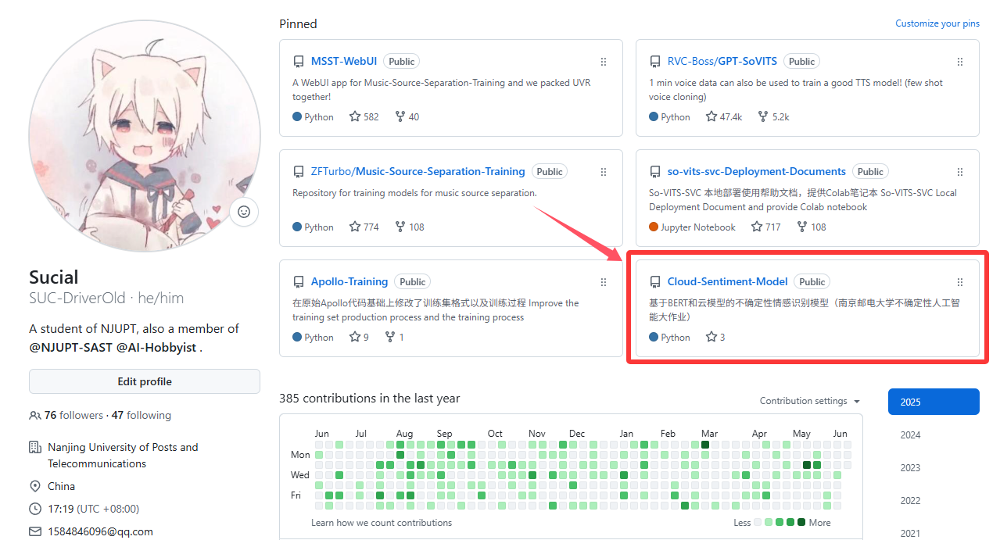 Sucial
SUC-DriverOld · he/him
A student of NJUPT, also a member of
@NJUPT-SAST @AI-Hobbyist .
Edit profile
76 followers · 47 following
Nanjing University of Posts and
Telecommunications
China
17:19 (UTC +08:00)
1584846096@qq.com
Pinned
Customize your pins
MSST-WebUI Public
A WebUI app for Music-Source-Separation-Training and we packed UVR
together!
Python 582 40
RVC-Boss/GPT-SoVITS Public
1 min voice data can also be used to train a good TTS model! (few shot
voice cloning)
Python 47.4k 5.2k
ZFTurbo/Music-Source-Separation-Training Public
Repository for training models for music source separation.
Python 774 108
so-vits-svc-Deployment-Documents Public
So-VITS-SVC 本地部署使用帮助文档，提供Colab笔记本 So-VITS-SVC Local
Deployment Document and provide Colab notebook
Jupyter Notebook 717 108
Apollo-Training Public
在原始Apollo代码基础上修改了训练集格式以及训练过程 Improve the
training set production process and the training process
Python 9 1
Cloud-Sentiment-Model Public
基于BERT和云模型的不确定性情感识别模型（南京邮电大学不确定性人工智
能大作业）
Python 3
385 contributions in the last year
Contribution settings
Jun Jul Aug Sep Oct Nov Dec Jan Feb Mar Apr May Jun
Mon
Wed
Fri
Learn how we count contributions
Less More
2025
2024
2023
2022
2021